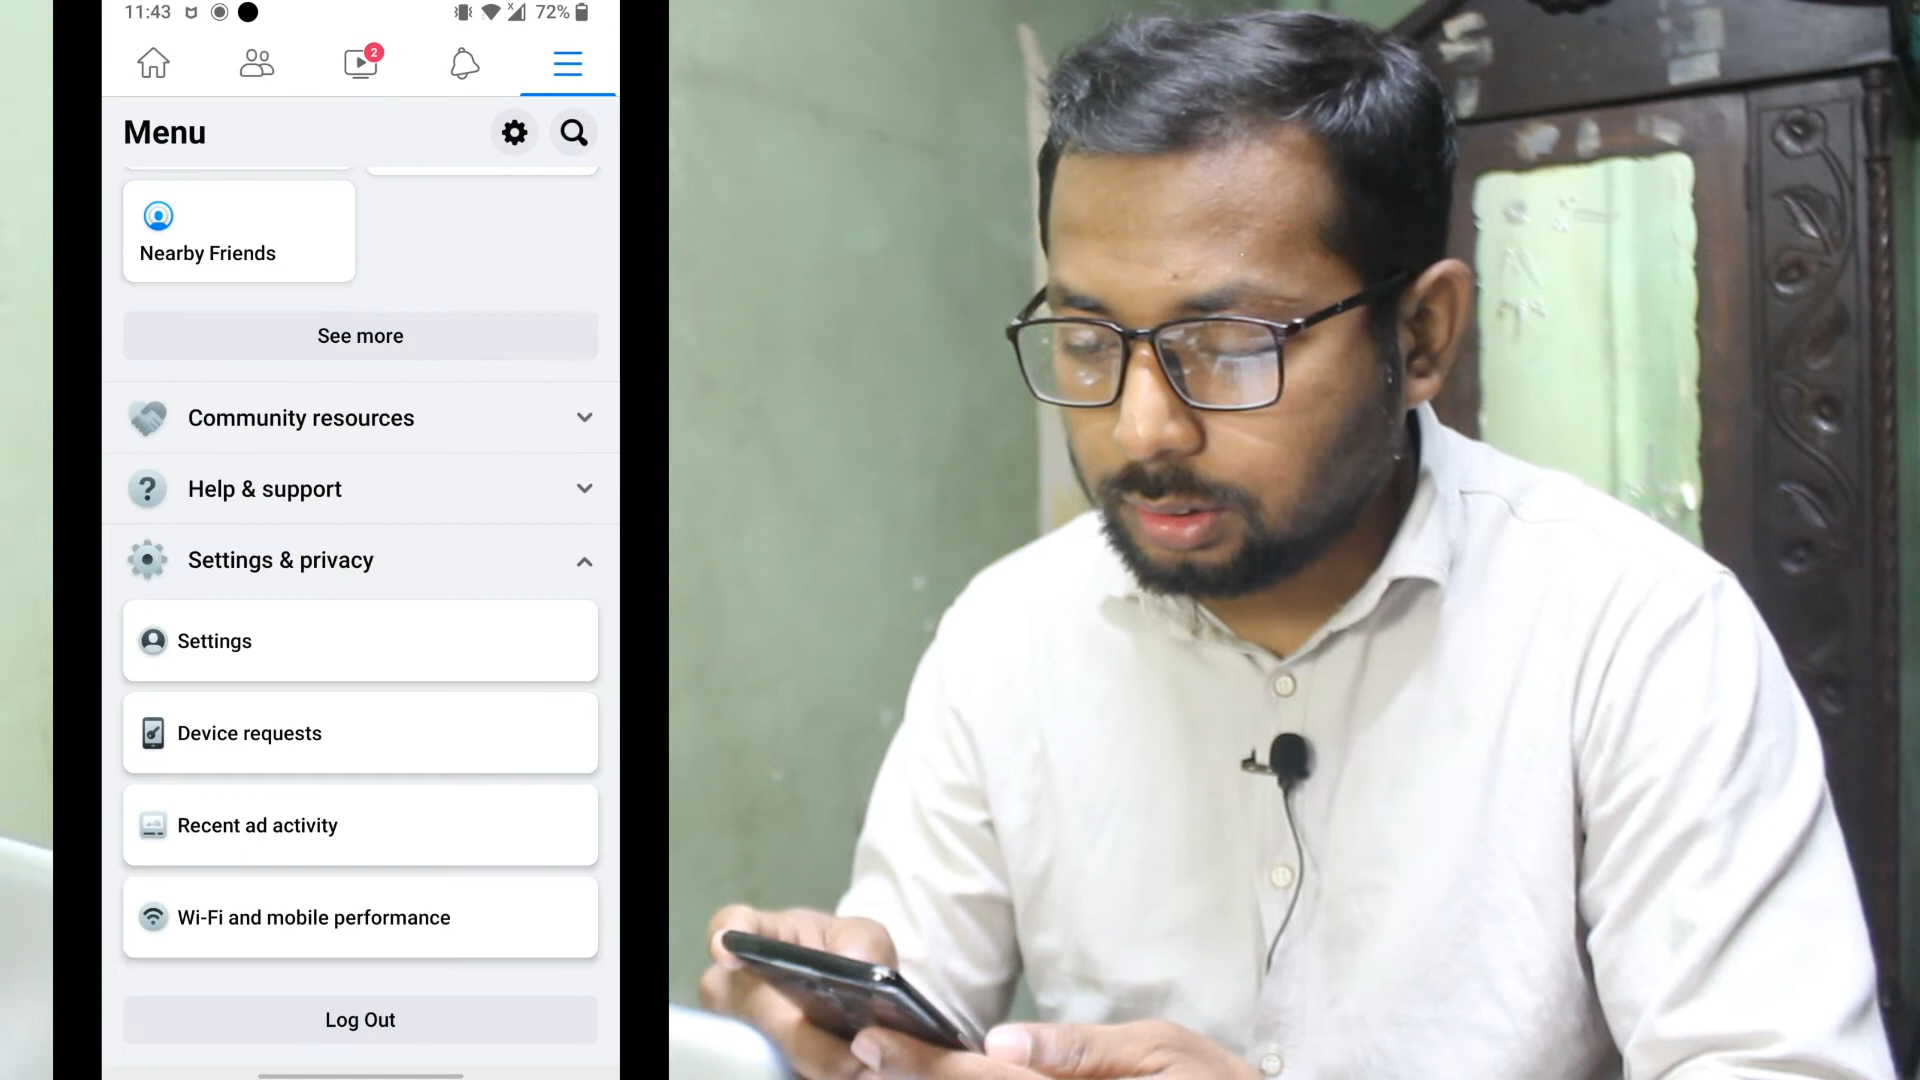 11:43
72%
2
Menu
Nearby Friends
See more
Community resources
Help & support
Settings & privacy
Settings
Device requests
Recent ad activity
Wi-Fi and mobile performance
Log Out